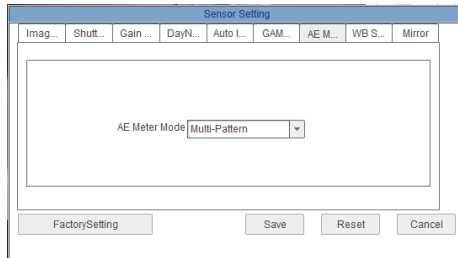 Sensor Setting
Imag... Shutt... Gain ... DayN... Auto I... GAM... AE M... WB S... Mirror
AE Meter Mode Multi-Pattern
FactorySetting Save Reset Cancel